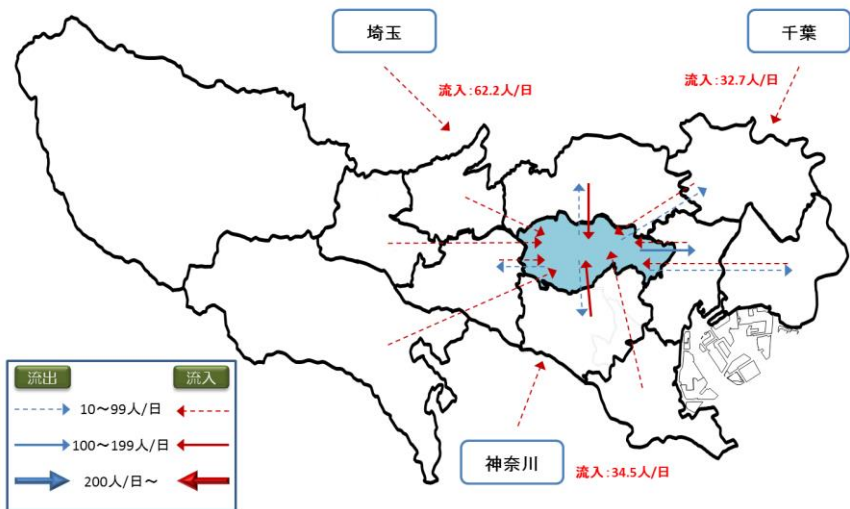 埼玉
千葉
流入:62.2人/日
流入:32.7人/日
流出
流入
10～99人/日
100～199人/日
200人/日～
神奈川
流入:34.5人/日